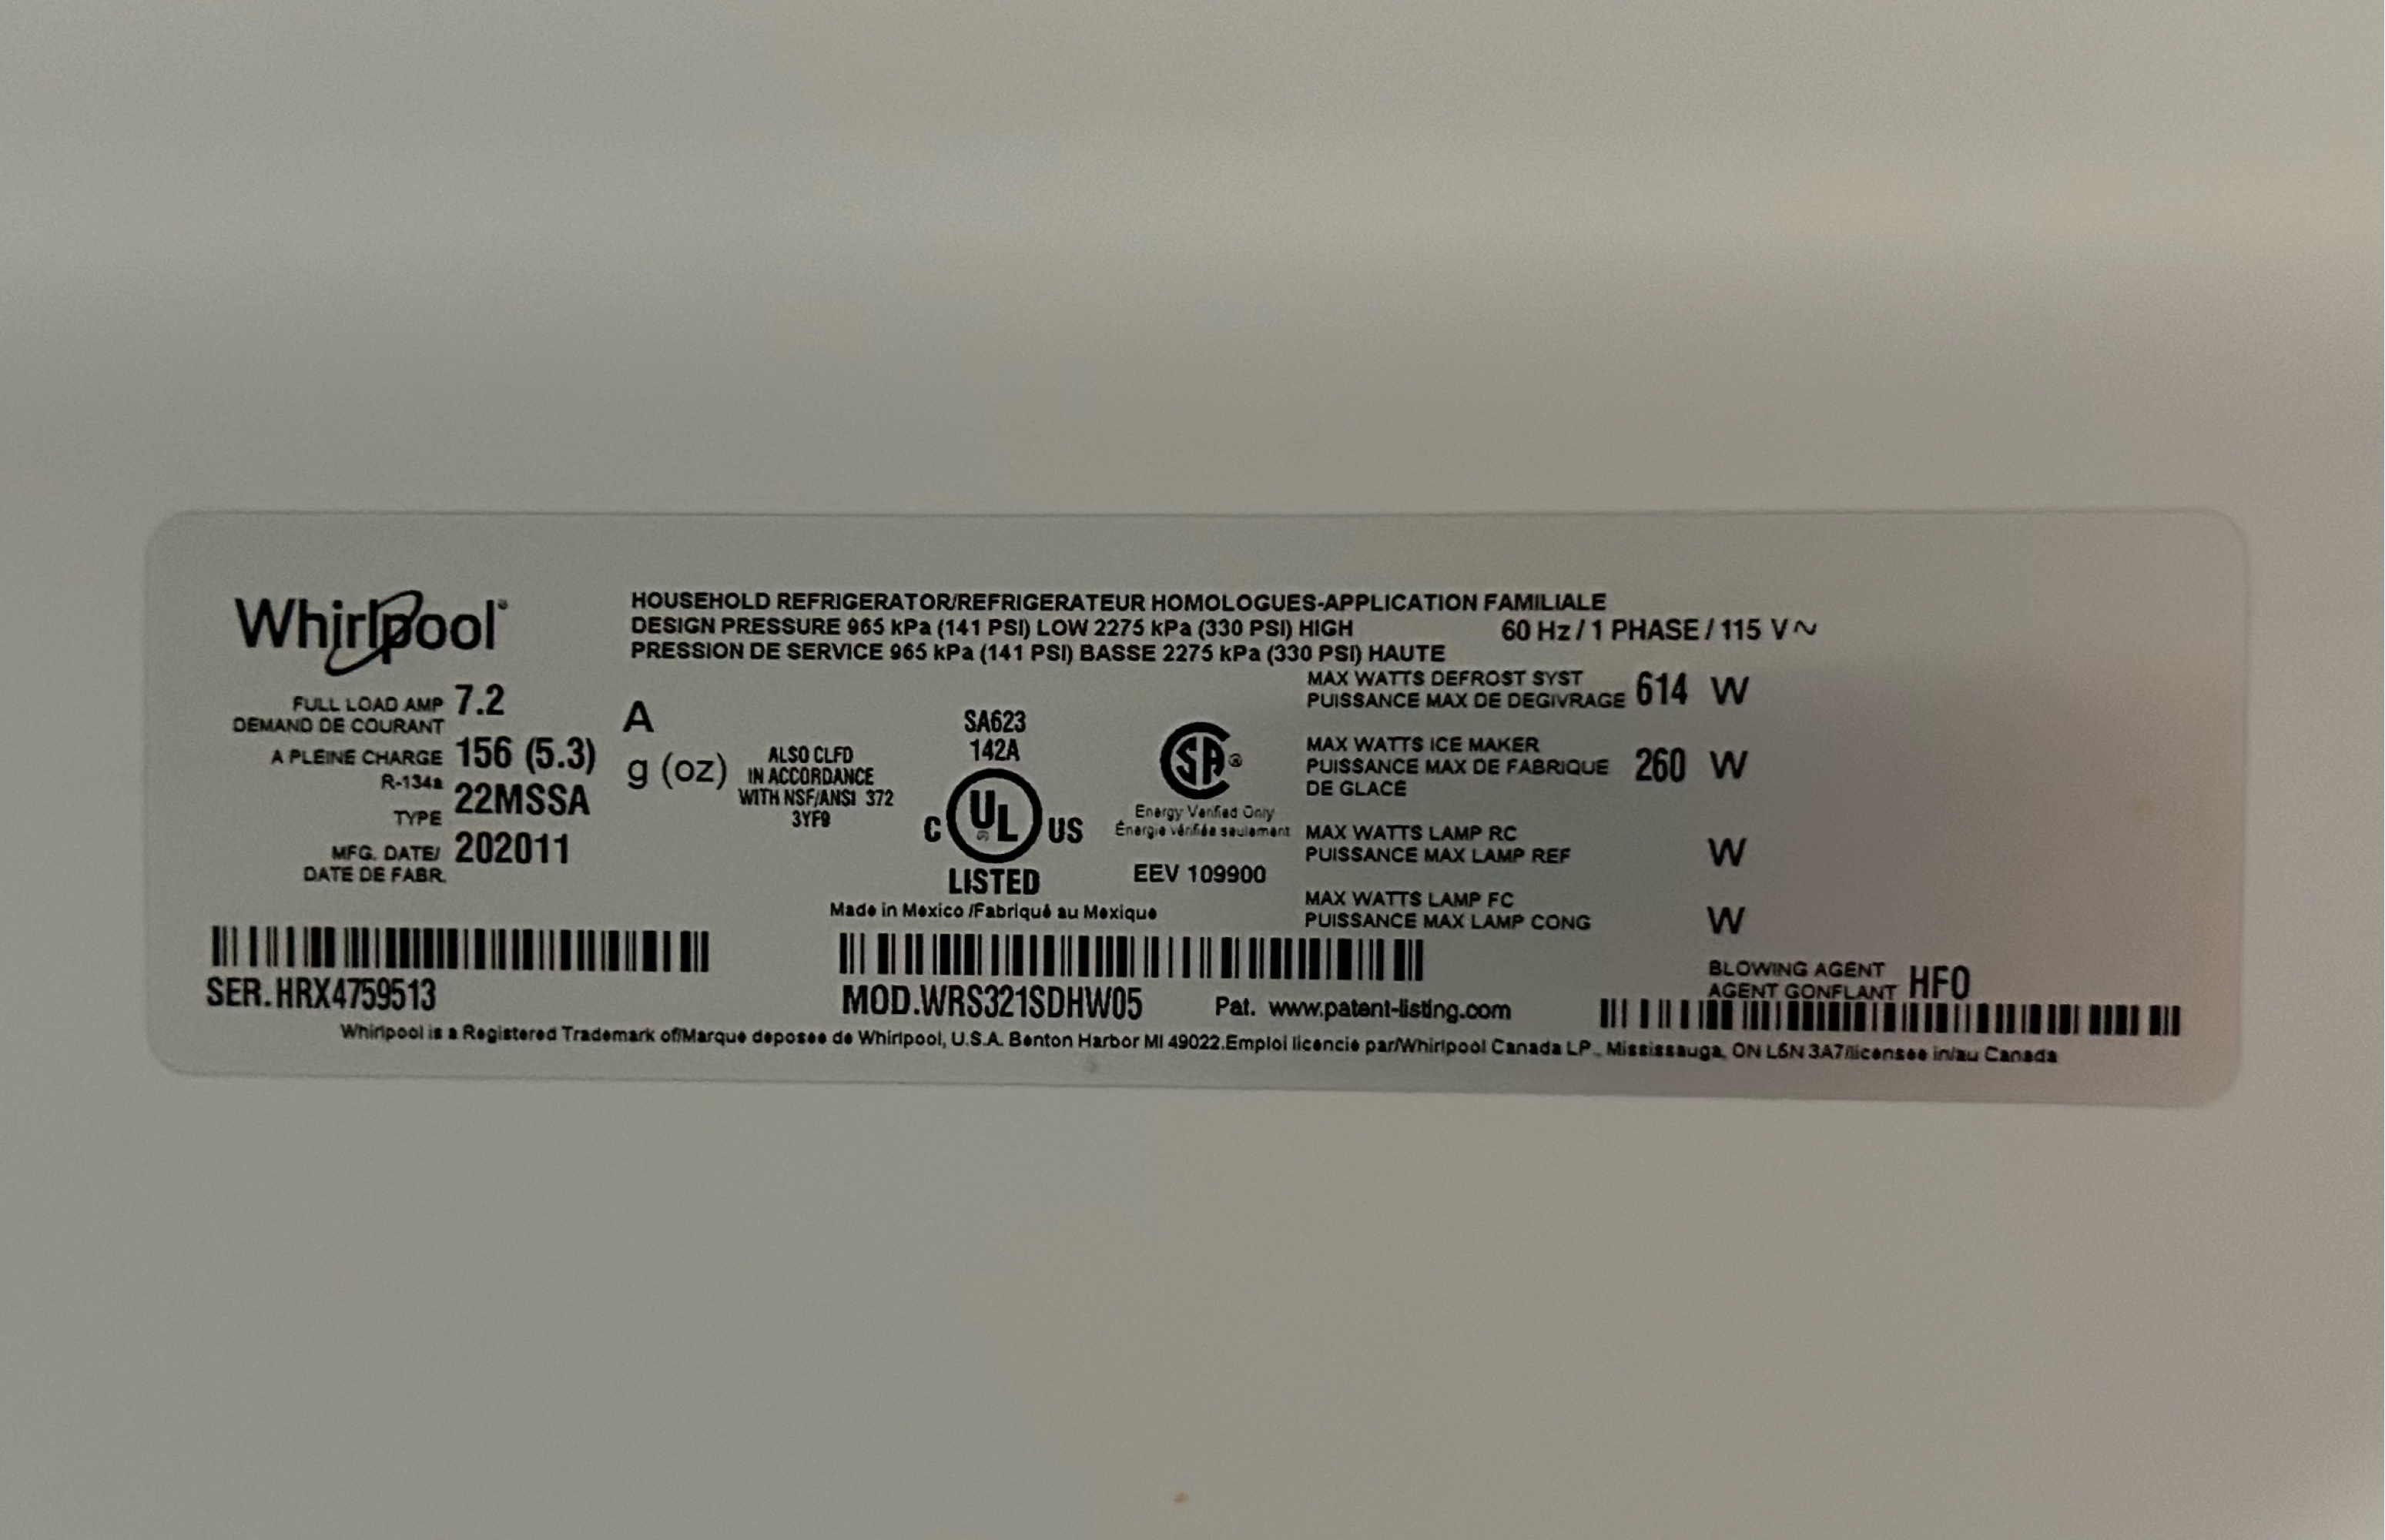 Whirlpool®
HOUSEHOLD REFRIGERATOR/REFRIGERATEUR HOMOLOGUES-APPLICATION FAMILIALE
DESIGN PRESSURE 965 kPa (141 PSI) LOW 2275 kPa (330 PSI) HIGH
60 Hz / 1 PHASE / 115 V ~
PRESSION DE SERVICE 965 kPa (141 PSI) BASSE 2275 kPa (330 PSI) HAUTE
FULL LOAD AMP 7.2 A
DEMAND DE COURANT
A PLEINE CHARGE 156 (5.3) g (oz)
R-134a
TYPE 22MSSA
MFG. DATE/ 202011
DATE DE FABR.
ALSO CLFD
IN ACCORDANCE
WITH NSF/ANSI 372
3YF9
SA623
142A
C UL ® US
LISTED
SA ®
Energy Verified Only
Énergie vérifiée seulement
EEV 109900
MAX WATTS DEFROST SYST
PUISSANCE MAX DE DEGIVRAGE 614 W
MAX WATTS ICE MAKER
PUISSANCE MAX DE FABRIQUE 260 W
DE GLACE
MAX WATTS LAMP RC
PUISSANCE MAX LAMP REF W
MAX WATTS LAMP FC
PUISSANCE MAX LAMP CONG W
Made in Mexico /Fabriqué au Mexique
BLOWING AGENT
AGENT GONFLANT HFO
SER.HRX4759513
MOD.WRS321SDHW05
Pat. www.patent-listing.com
Whirlpool is a Registered Trademark of/Marque deposee de Whirlpool, U.S.A. Benton Harbor MI 49022.Emploi licencie par/Whirlpool Canada LP., Mississauga, ON L5N 3A7/licensee in/au Canada